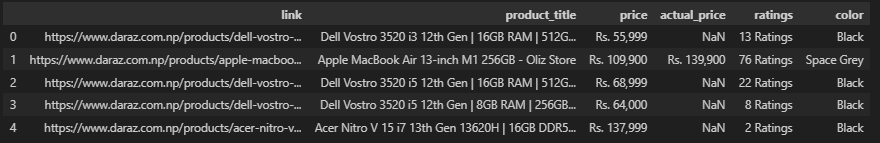 link product_title price actual_price ratings color
0 https://www.daraz.com.np/products/dell-vostro-... Dell Vostro 3520 i3 12th Gen | 16GB RAM | 512G... Rs. 55,999 NaN 13 Ratings Black
1 https://www.daraz.com.np/products/apple-macboo... Apple MacBook Air 13-inch M1 256GB - Oliz Store Rs. 109,900 Rs. 139,900 76 Ratings Space Grey
2 https://www.daraz.com.np/products/dell-vostro-... Dell Vostro 3520 i5 12th Gen | 16GB RAM | 512G... Rs. 68,999 NaN 22 Ratings Black
3 https://www.daraz.com.np/products/dell-vostro-... Dell Vostro 3520 i5 12th Gen | 8GB RAM | 256GB... Rs. 64,000 NaN 8 Ratings Black
4 https://www.daraz.com.np/products/acer-nitro-v... Acer Nitro V 15 i7 13th Gen 13620H | 16GB DDR5... Rs. 137,999 NaN 2 Ratings Black